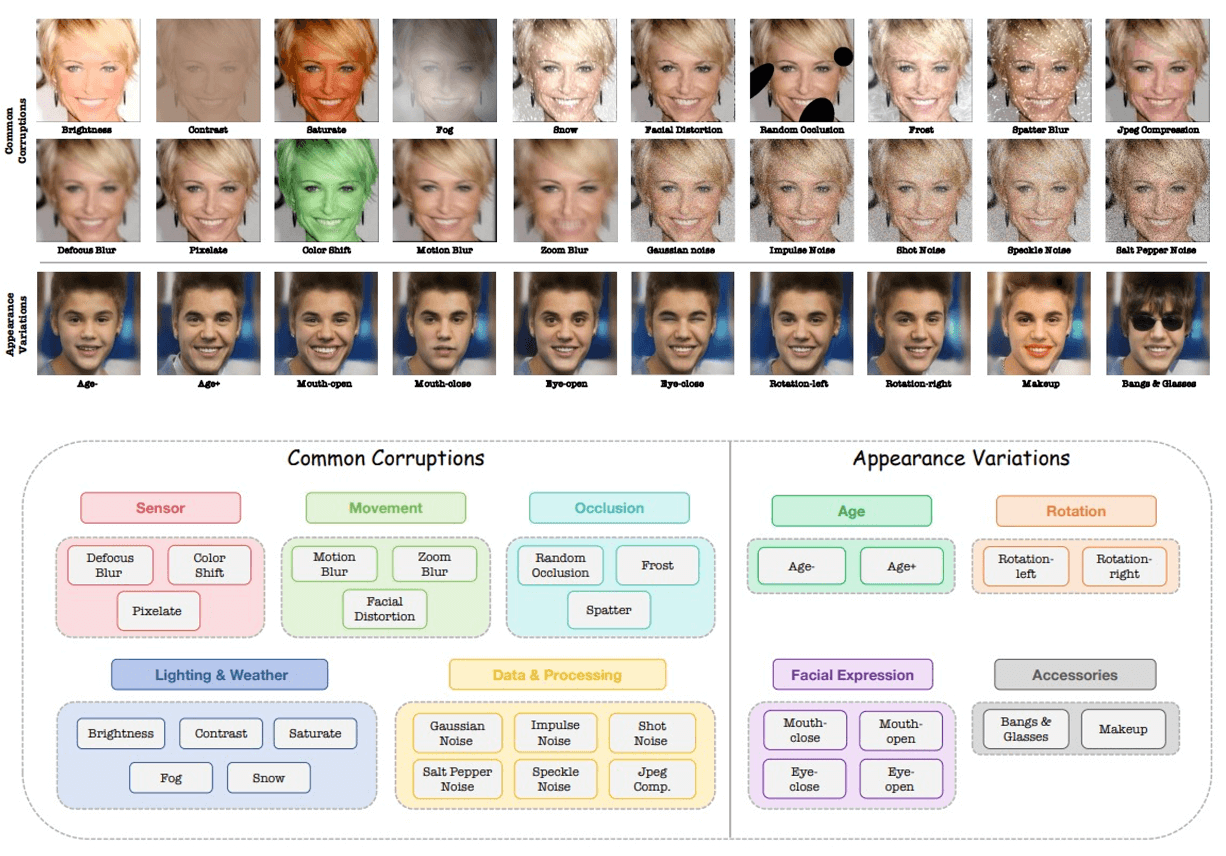 Common
Corruptions
Brightness
Contrast
Saturate
Fog
Snow
Facial Distortion
Random Occlusion
Frost
Spatter Blur
Jpeg Compression
Defocus Blur
Pixelate
Color Shift
Motion Blur
Zoom Blur
Gaussian noise
Impulse Noise
Shot Noise
Speckle Noise
Salt Pepper Noise
Appearance
Variations
Age-
Age+
Mouth-open
Mouth-close
Eye-open
Eye-close
Rotation-left
Rotation-right
Makeup
Bangs & Glasses
Common Corruptions
Sensor
Defocus
Blur
Color
Shift
Pixelate
Movement
Motion
Blur
Zoom
Blur
Facial
Distortion
Occlusion
Random
Occlusion
Frost
Spatter
Lighting & Weather
Brightness
Contrast
Saturate
Fog
Snow
Data & Processing
Gaussian
Noise
Impulse
Noise
Shot
Noise
Salt Pepper
Noise
Speckle
Noise
Jpeg
Comp.
Appearance Variations
Age
Age-
Age+
Rotation
Rotation-
left
Rotation-
right
Facial Expression
Mouth-
close
Mouth-
open
Eye-
close
Eye-
open
Accessories
Bangs &
Glasses
Makeup